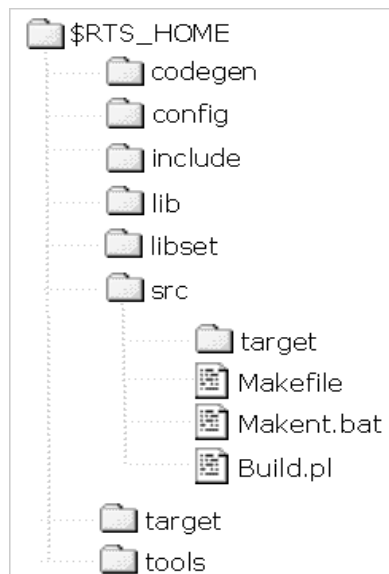 $RTS_HOME
codegen
config
include
lib
libset
src
target
Makefile
Makent.bat
Build.pl
target
tools